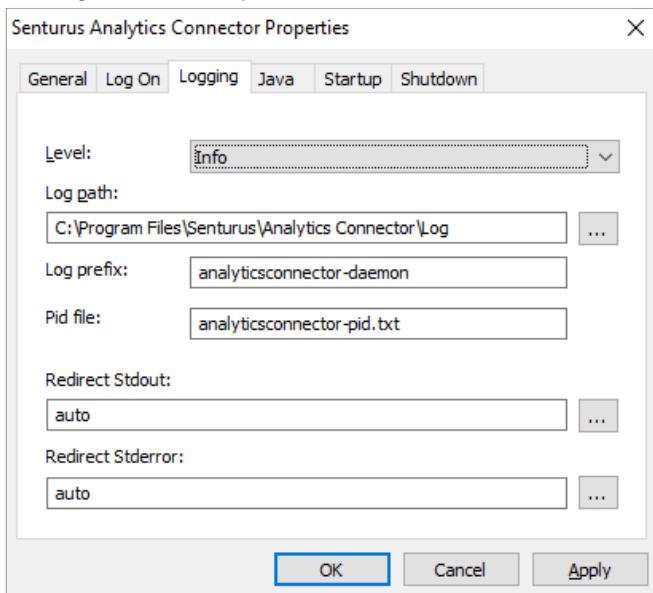 Senturus Analytics Connector Properties
General Log On Logging Java Startup Shutdown
Level: Info
Log path:
C:\Program Files\Senturus\Analytics Connector\Log ...
Log prefix: analyticsconnector-daemon
Pid file: analyticsconnector-pid.txt
Redirect Stdout:
auto ...
Redirect Stderror:
auto ...
OK Cancel Apply